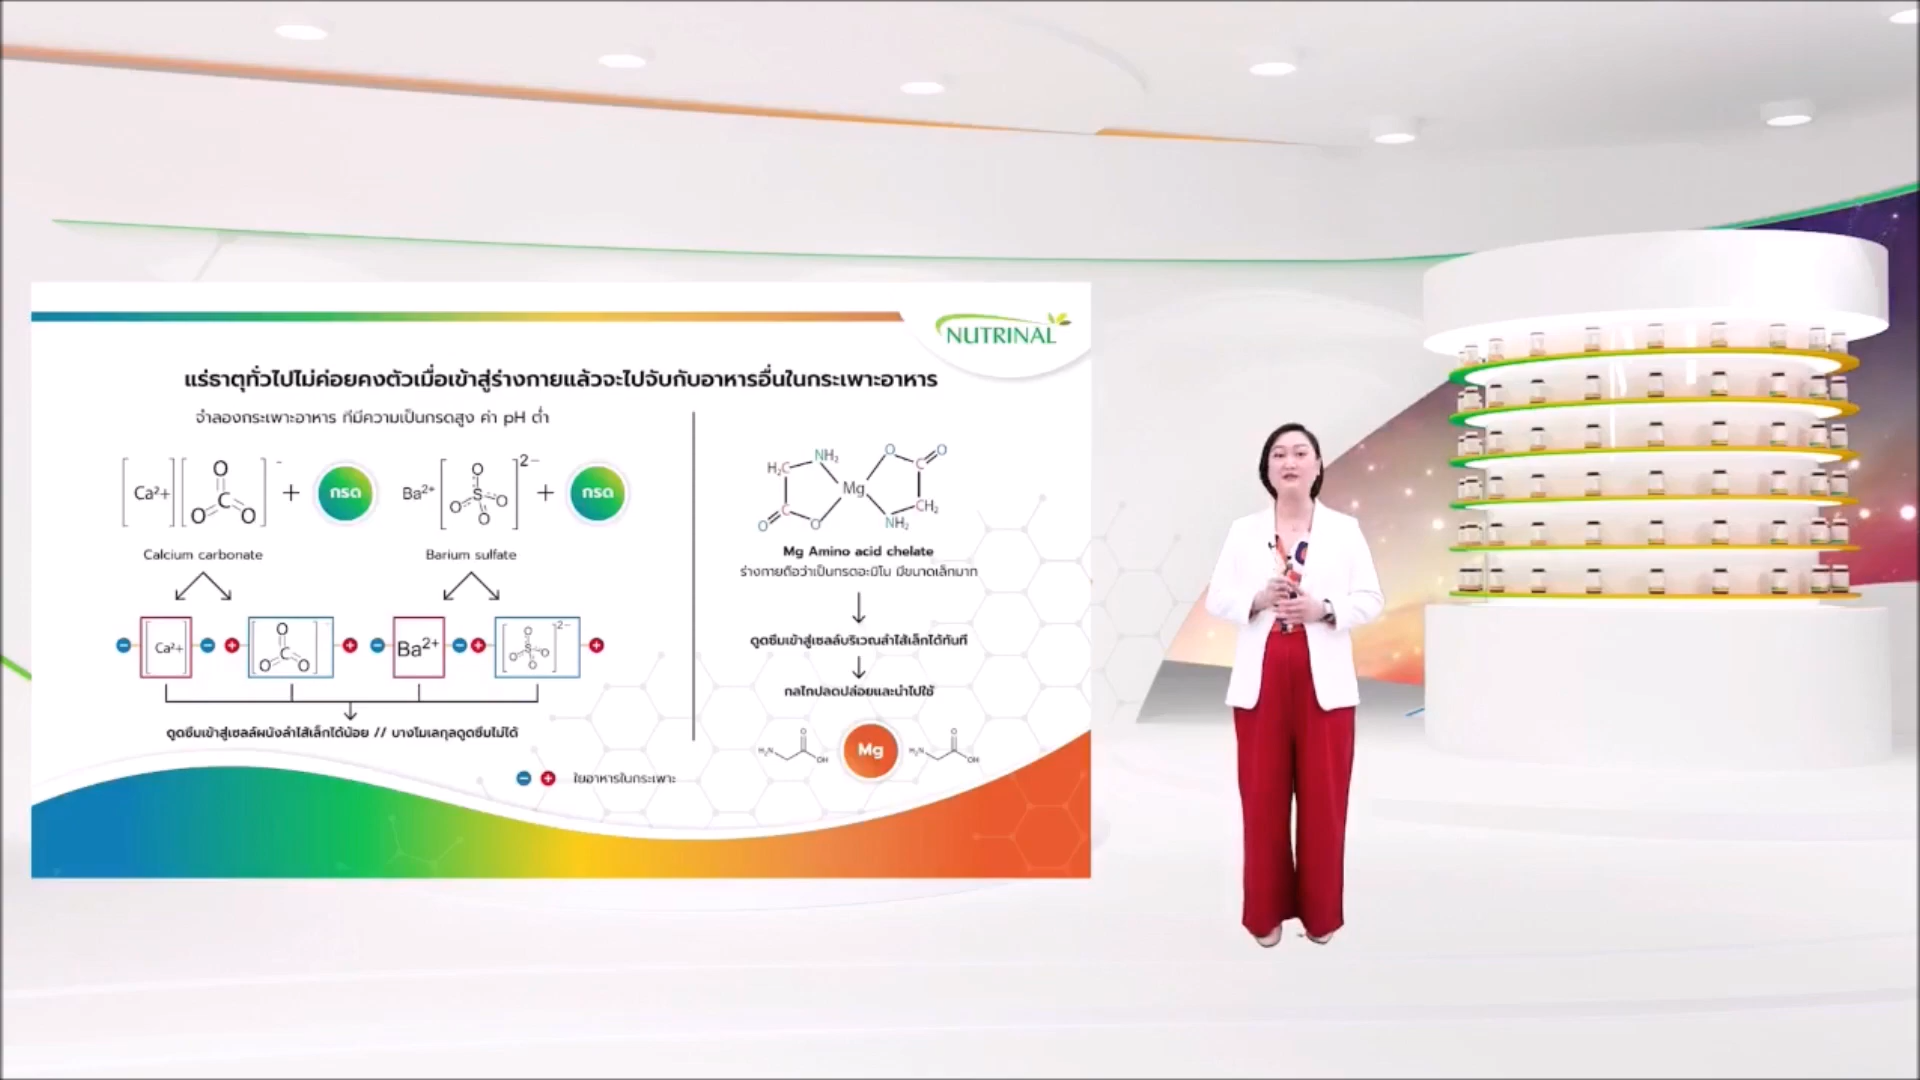 NUTRINAL
แร่ธาตุทั่วไปไม่ค่อยคงตัวเมื่อเข้าสู่ร่างกายแล้วจะไปจับกับอาหารอื่นในกระเพาะอาหาร
จำลองกระเพาะอาหาร ที่มีความเป็นกรดสูง ค่า pH ต่ำ
[Ca²+] [O C O O]⁻ + กรด
Ba²⁺ [O O S O O]²⁻ + กรด
Calcium carbonate
Barium sulfate
− [Ca²+] − + [O C O O] +
− Ba²⁺ − + [O O S O O]²⁻ +
ดูดซึมเข้าสู่เซลล์ผนังลำไส้เล็กได้น้อย // บางโมเลกุลดูดซึมไม่ได้
− + ใยอาหารในกระเพาะ
H₂C NH₂ O C O
Mg
O C O NH₂ CH₂
Mg Amino acid chelate
ร่างกายถือว่าเป็นกรดอะมิโน มีขนาดเล็กมาก
ดูดซึมเข้าสู่เซลล์บริเวณลำไส้เล็กได้ทันที
กลไกปลดปล่อยและนำไปใช้
H₂N O OH Mg H₂N O OH